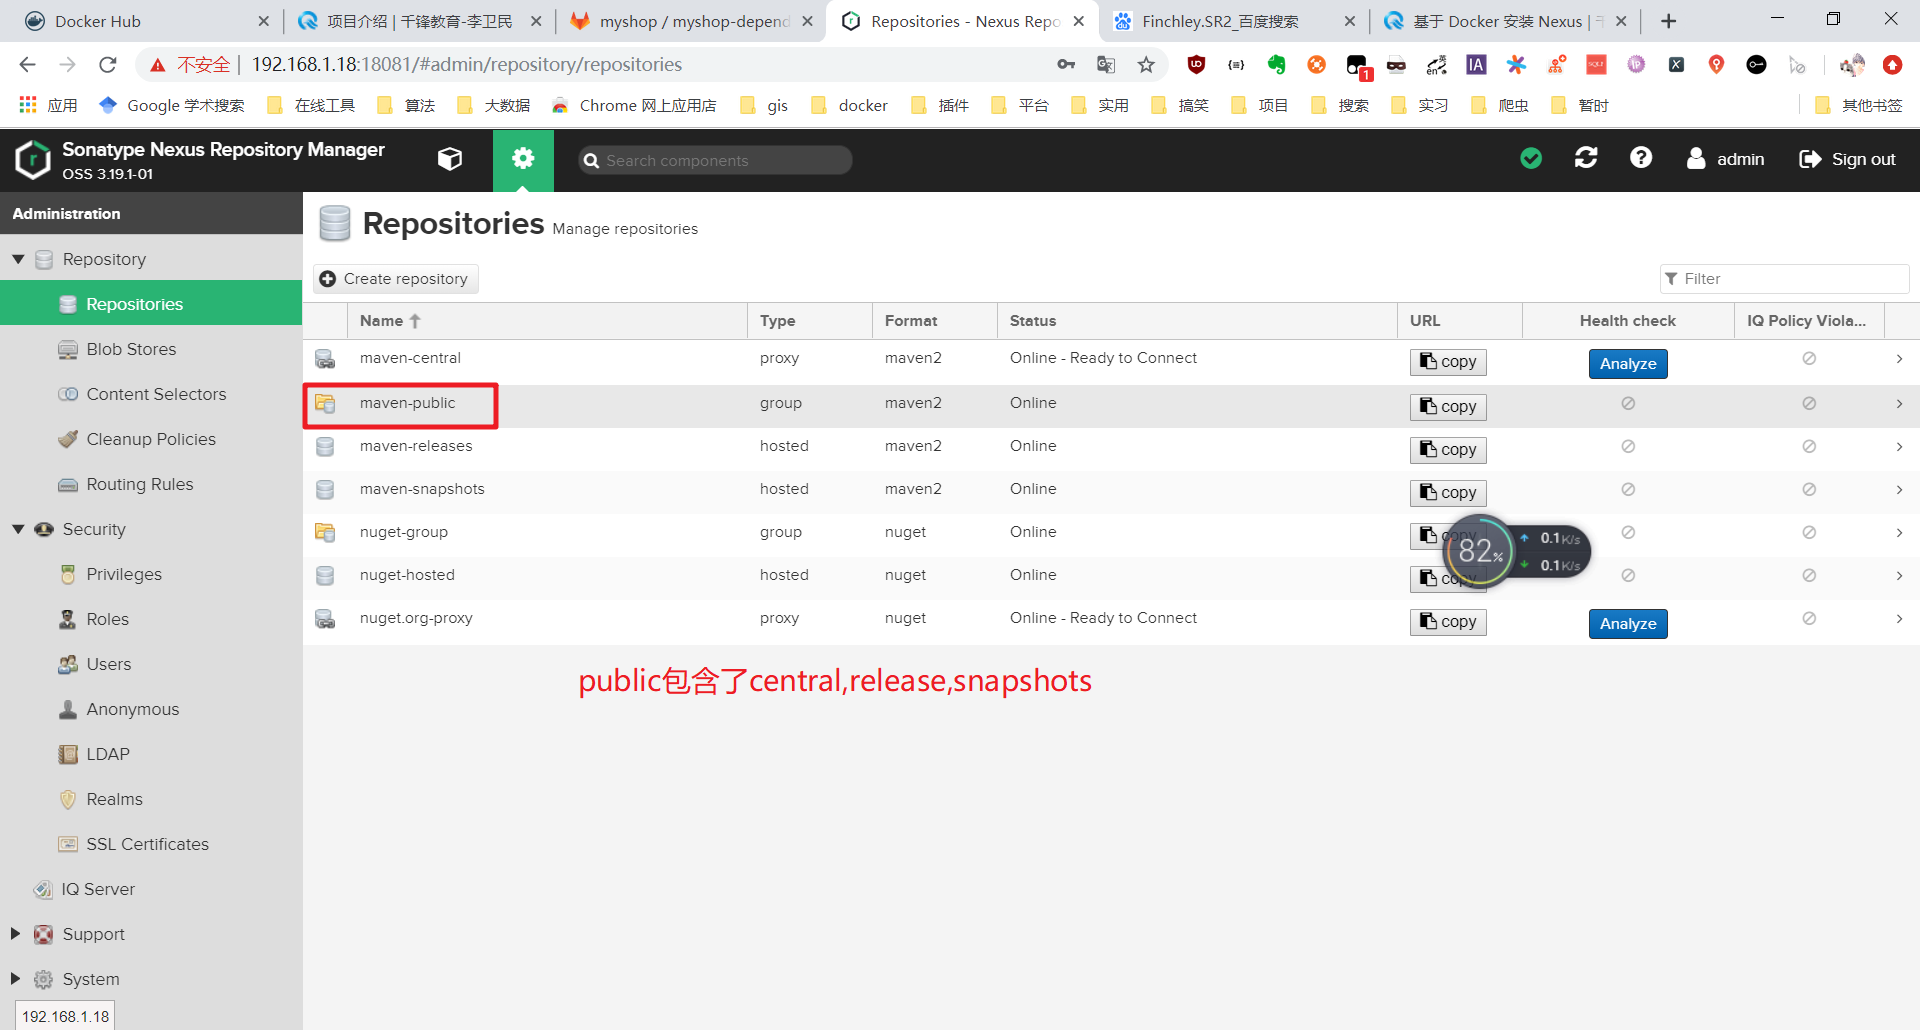 Docker Hub
项目介绍 | 千锋教育-李卫民
myshop / myshop-depend
Repositories - Nexus Repo
Finchley.SR2_百度搜索
基于 Docker 安装 Nexus | 千
不安全 | 192.168.1.18:18081/#admin/repository/repositories
应用
Google 学术搜索
在线工具
算法
大数据
Chrome 网上应用店
gis
docker
插件
平台
实用
搞笑
项目
搜索
实习
爬虫
暂时
其他书签
Sonatype Nexus Repository Manager
OSS 3.19.1-01
Search components
admin
Sign out
Administration
Repository
Repositories
Blob Stores
Content Selectors
Cleanup Policies
Routing Rules
Security
Privileges
Roles
Users
Anonymous
LDAP
Realms
SSL Certificates
IQ Server
Support
System
192.168.1.18
Repositories Manage repositories
Create repository
Filter
Name Type Format Status URL Health check IQ Policy Viola...
maven-central proxy maven2 Online - Ready to Connect copy Analyze
maven-public group maven2 Online copy
maven-releases hosted maven2 Online copy
maven-snapshots hosted maven2 Online copy
nuget-group group nuget Online copy
nuget-hosted hosted nuget Online copy
nuget.org-proxy proxy nuget Online - Ready to Connect copy Analyze
82%
0.1K/s
0.1K/s
public包含了central,release,snapshots